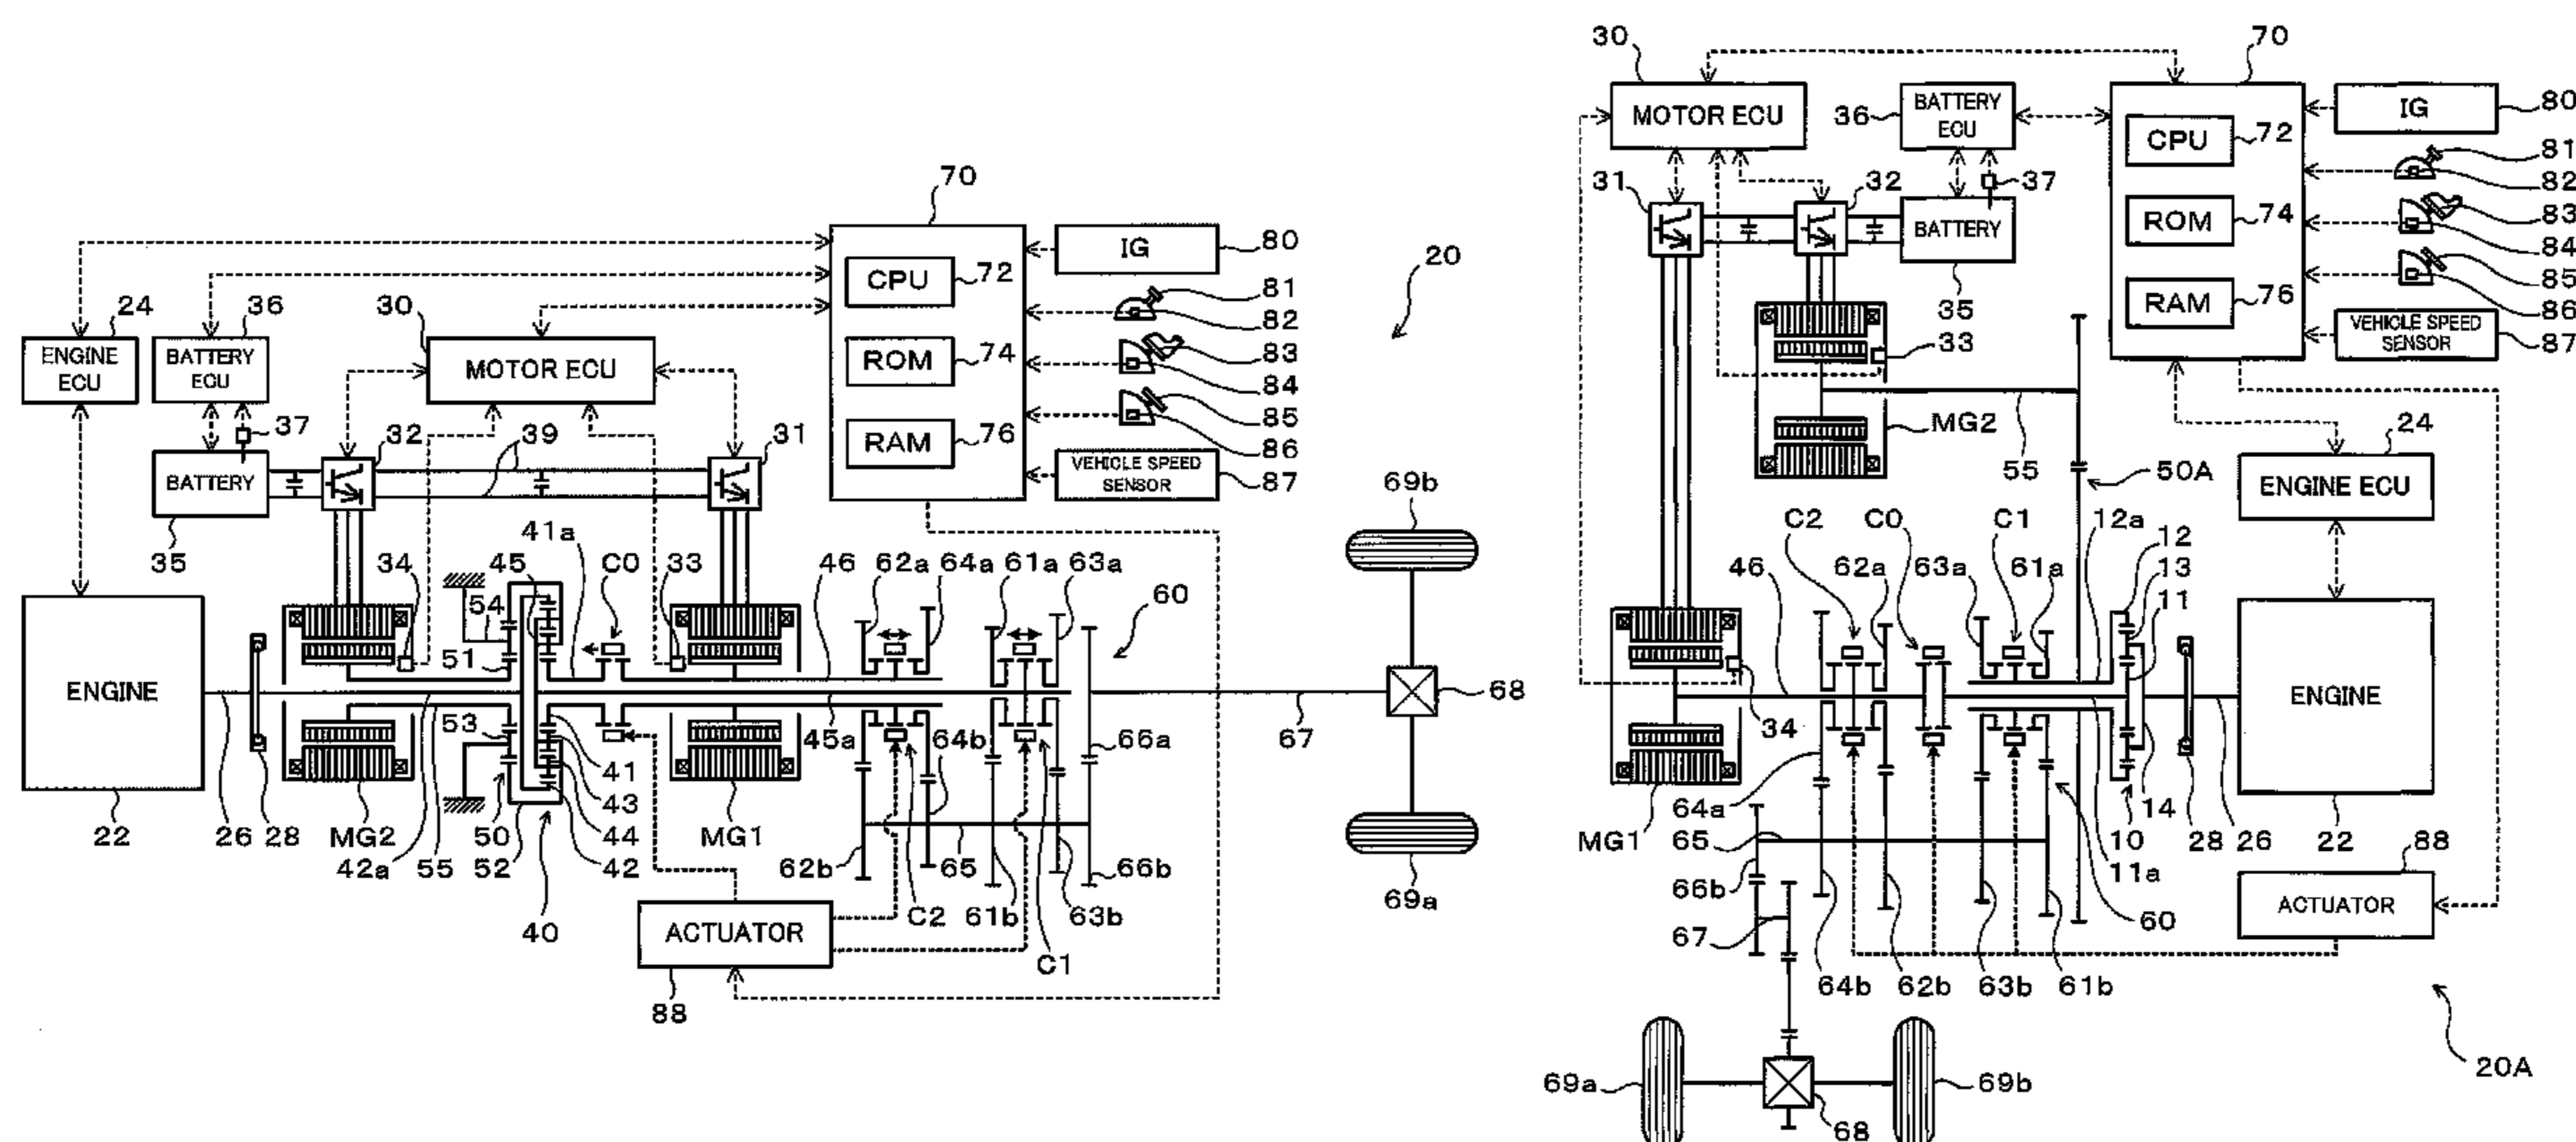 70
IG
80
CPU
72
81
82
ROM
74
83
84
RAM
76
85
86
VEHICLE SPEED
SENSOR
87
20
24
36
30
ENGINE
ECU
BATTERY
ECU
MOTOR ECU
37
32
39
31
BATTERY
35
34
45
41a
C0
33
46
62a
64a
61a
63a
60
54
51
ENGINE
53
45a
64b
66a
67
68
69b
69a
41
43
44
42
50
52
40
22
26
28
MG2
42a
55
MG1
62b
65
66b
C2
61b
63b
C1
ACTUATOR
88
30
70
MOTOR ECU
36
BATTERY
ECU
IG
80
CPU
72
81
82
31
32
37
ROM
74
83
84
BATTERY
35
RAM
76
85
86
VEHICLE SPEED
SENSOR
87
33
MG2
55
24
50A
ENGINE ECU
C2
C0
C1
12a
12
46
62a
63a
61a
13
11
34
ENGINE
64a
MG1
65
66b
10
14
28
26
22
11a
88
ACTUATOR
67
60
64b
62b
63b
61b
20A
69a
69b
68